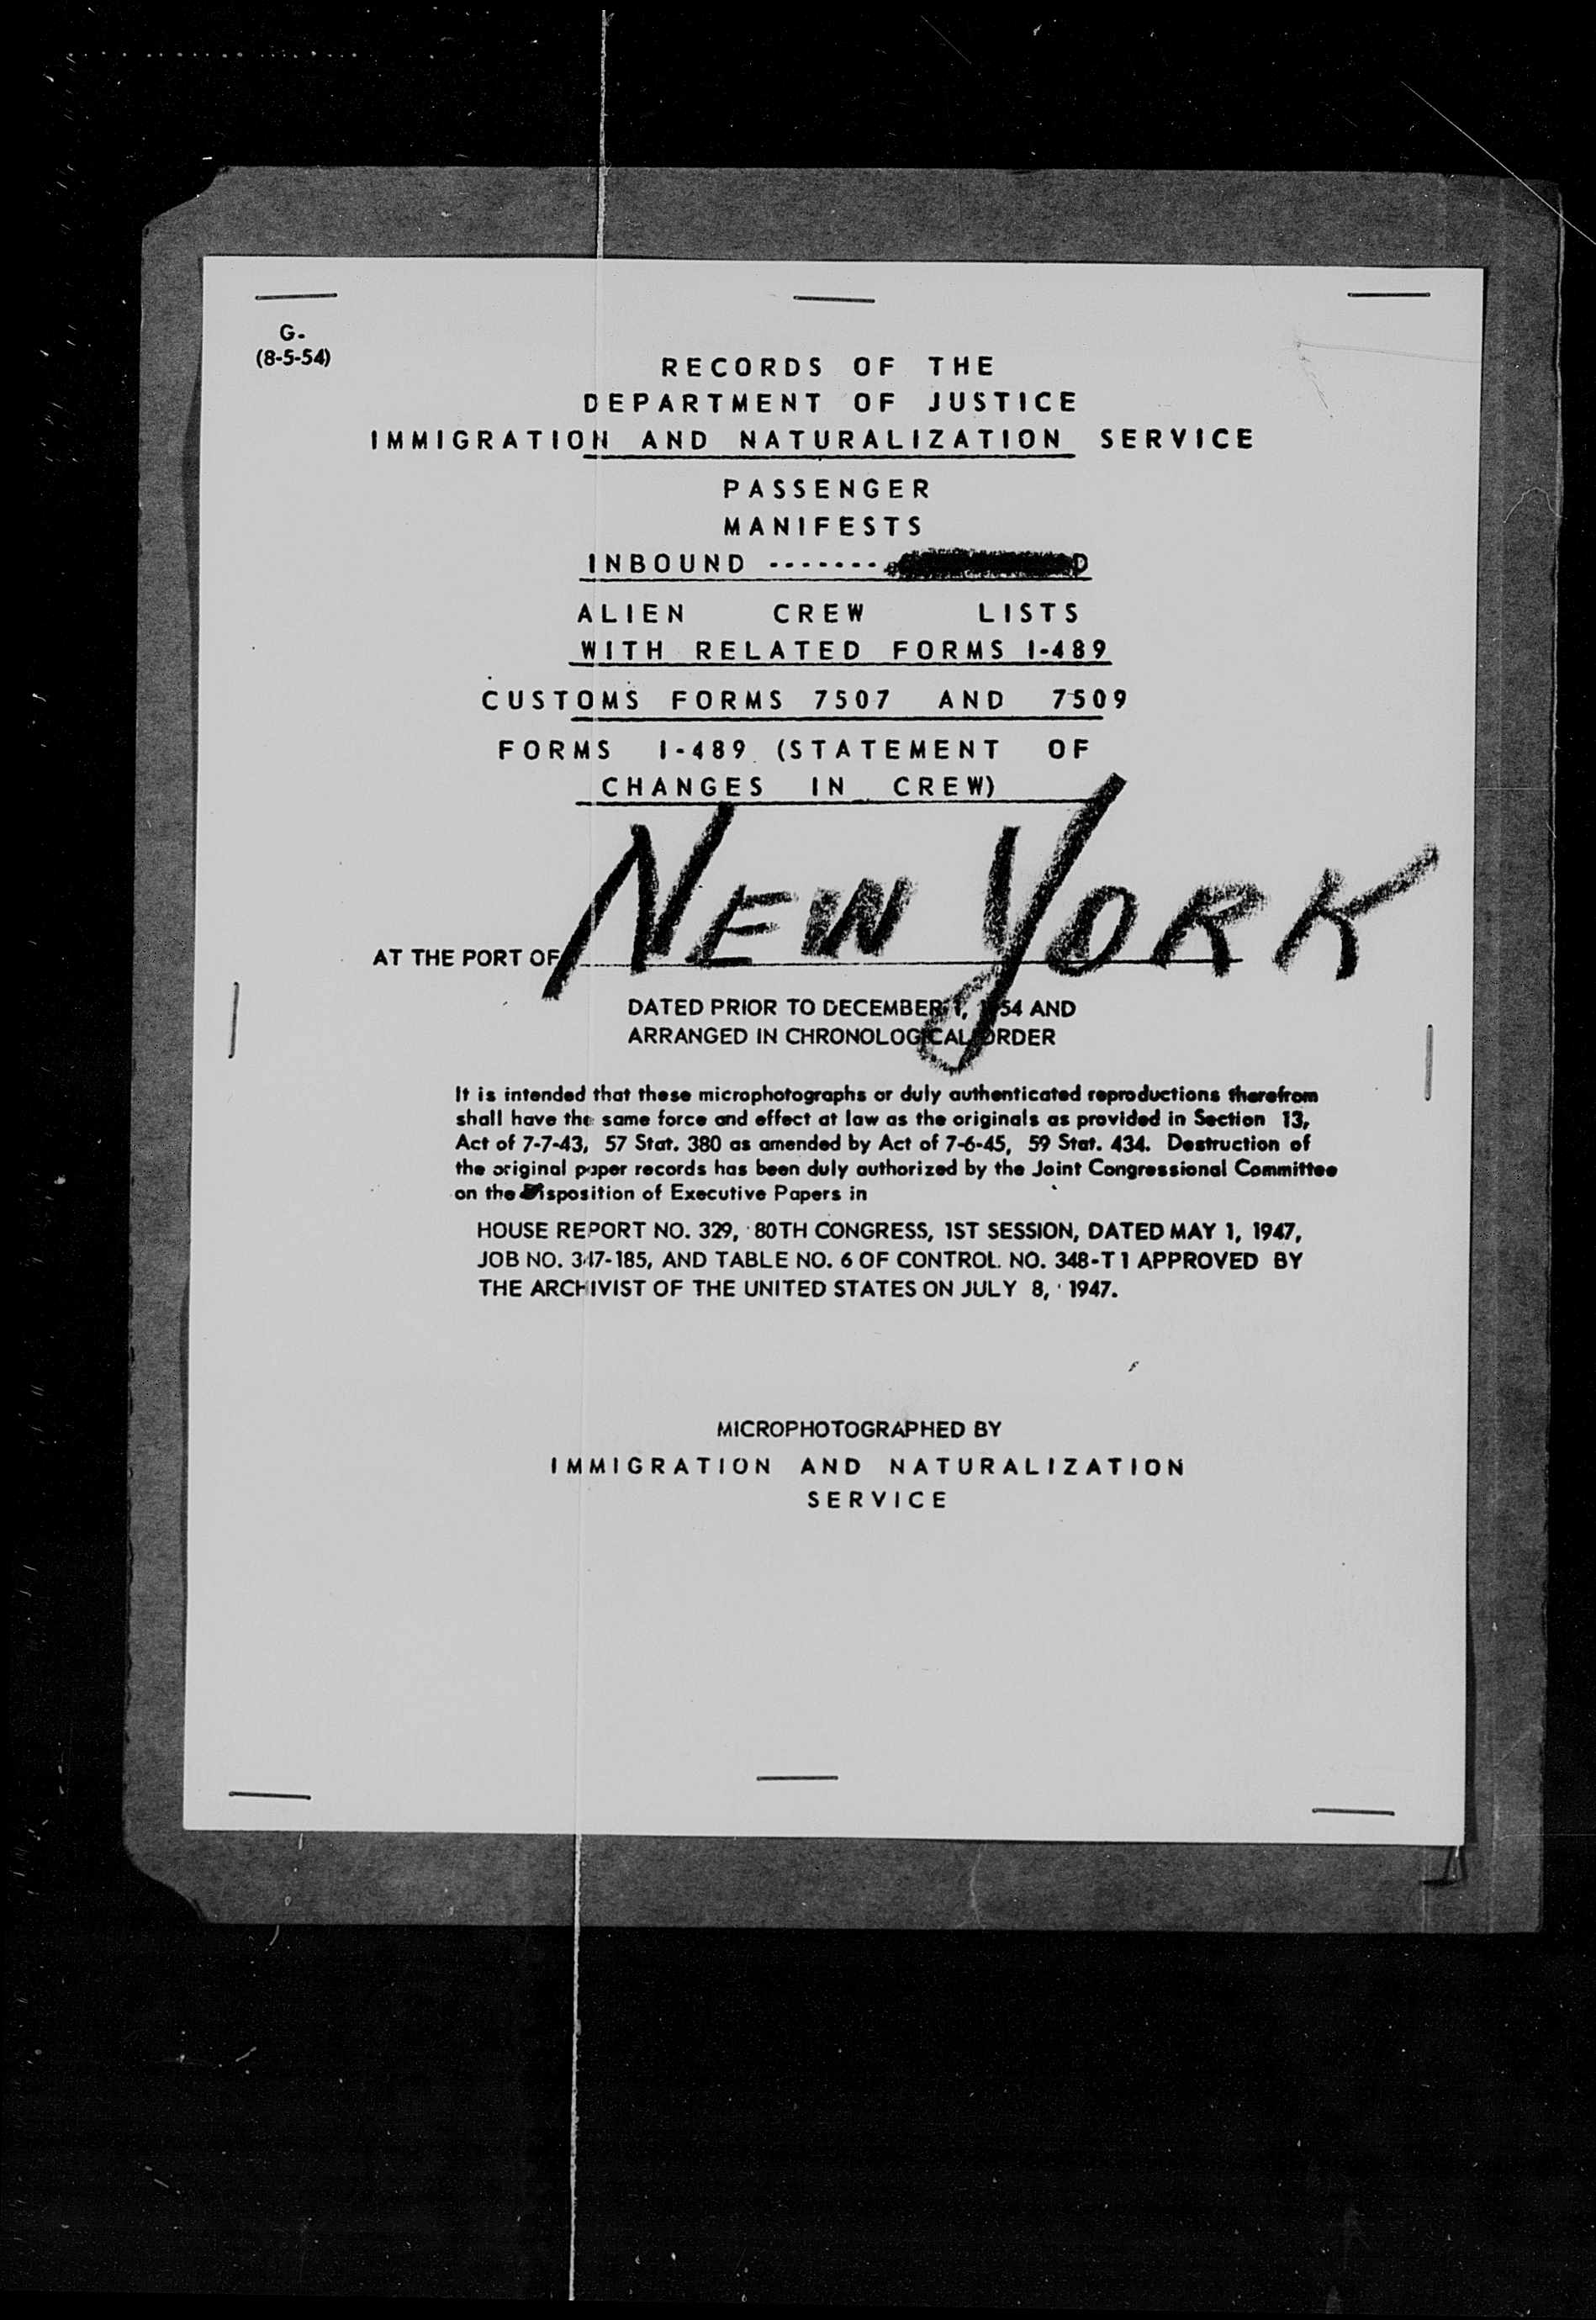 G-
(8-5-54)
RECORDS OF THE
DEPARTMENT OF JUSTICE
IMMIGRATION AND NATURALIZATION SERVICE
PASSENGER
MANIFESTS
INBOUND --------
ALIEN CREW LISTS
WITH RELATED FORMS I-489
CUSTOMS FORMS 7507 AND 7509
FORMS I-489 (STATEMENT OF
CHANGES IN CREW)
AT THE PORT OF NEW YORK
DATED PRIOR TO DECEMBER 1, 1954 AND
ARRANGED IN CHRONOLOGICAL ORDER
It is intended that these microphotographs or duly authenticated reproductions therefrom
shall have the same force and effect at law as the originals as provided in Section 13,
Act of 7-7-43, 57 Stat. 380 as amended by Act of 7-6-45, 59 Stat. 434. Destruction of
the original paper records has been duly authorized by the Joint Congressional Committee
on the Disposition of Executive Papers in
HOUSE REPORT NO. 329, 80TH CONGRESS, 1ST SESSION, DATED MAY 1, 1947,
JOB NO. 347-185, AND TABLE NO. 6 OF CONTROL NO. 348-T1 APPROVED BY
THE ARCHIVIST OF THE UNITED STATES ON JULY 8, 1947.
MICROPHOTOGRAPHED BY
IMMIGRATION AND NATURALIZATION
SERVICE